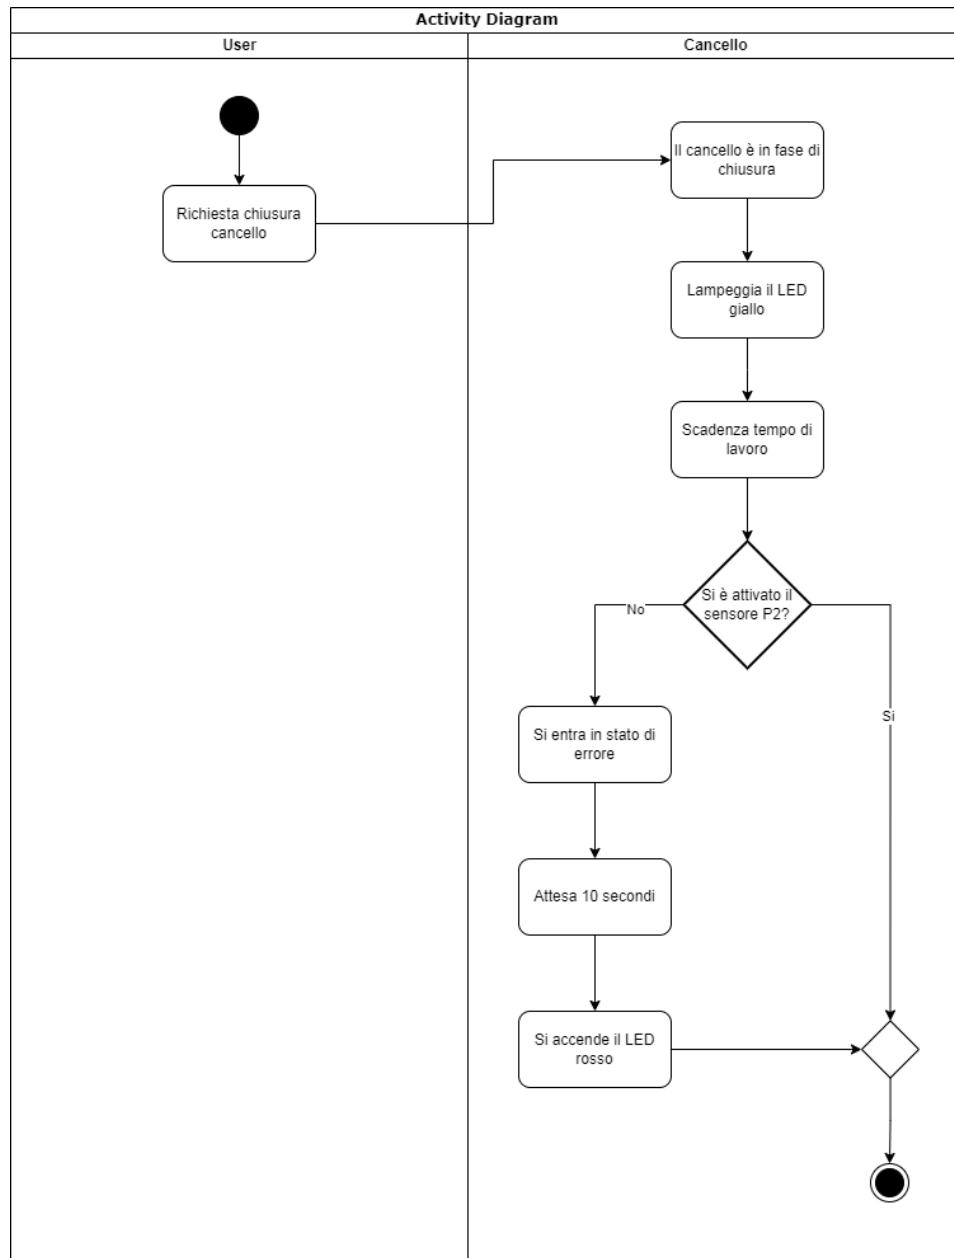 Activity Diagram
User
Cancello
Il cancello è in fase di
chiusura
Richiesta chiusura
cancello
Lampeggia il LED
giallo
Scadenza tempo di
lavoro
Si è attivato il
sensore P2?
No
Si
Si entra in stato di
errore
Attesa 10 secondi
Si accende il LED
rosso